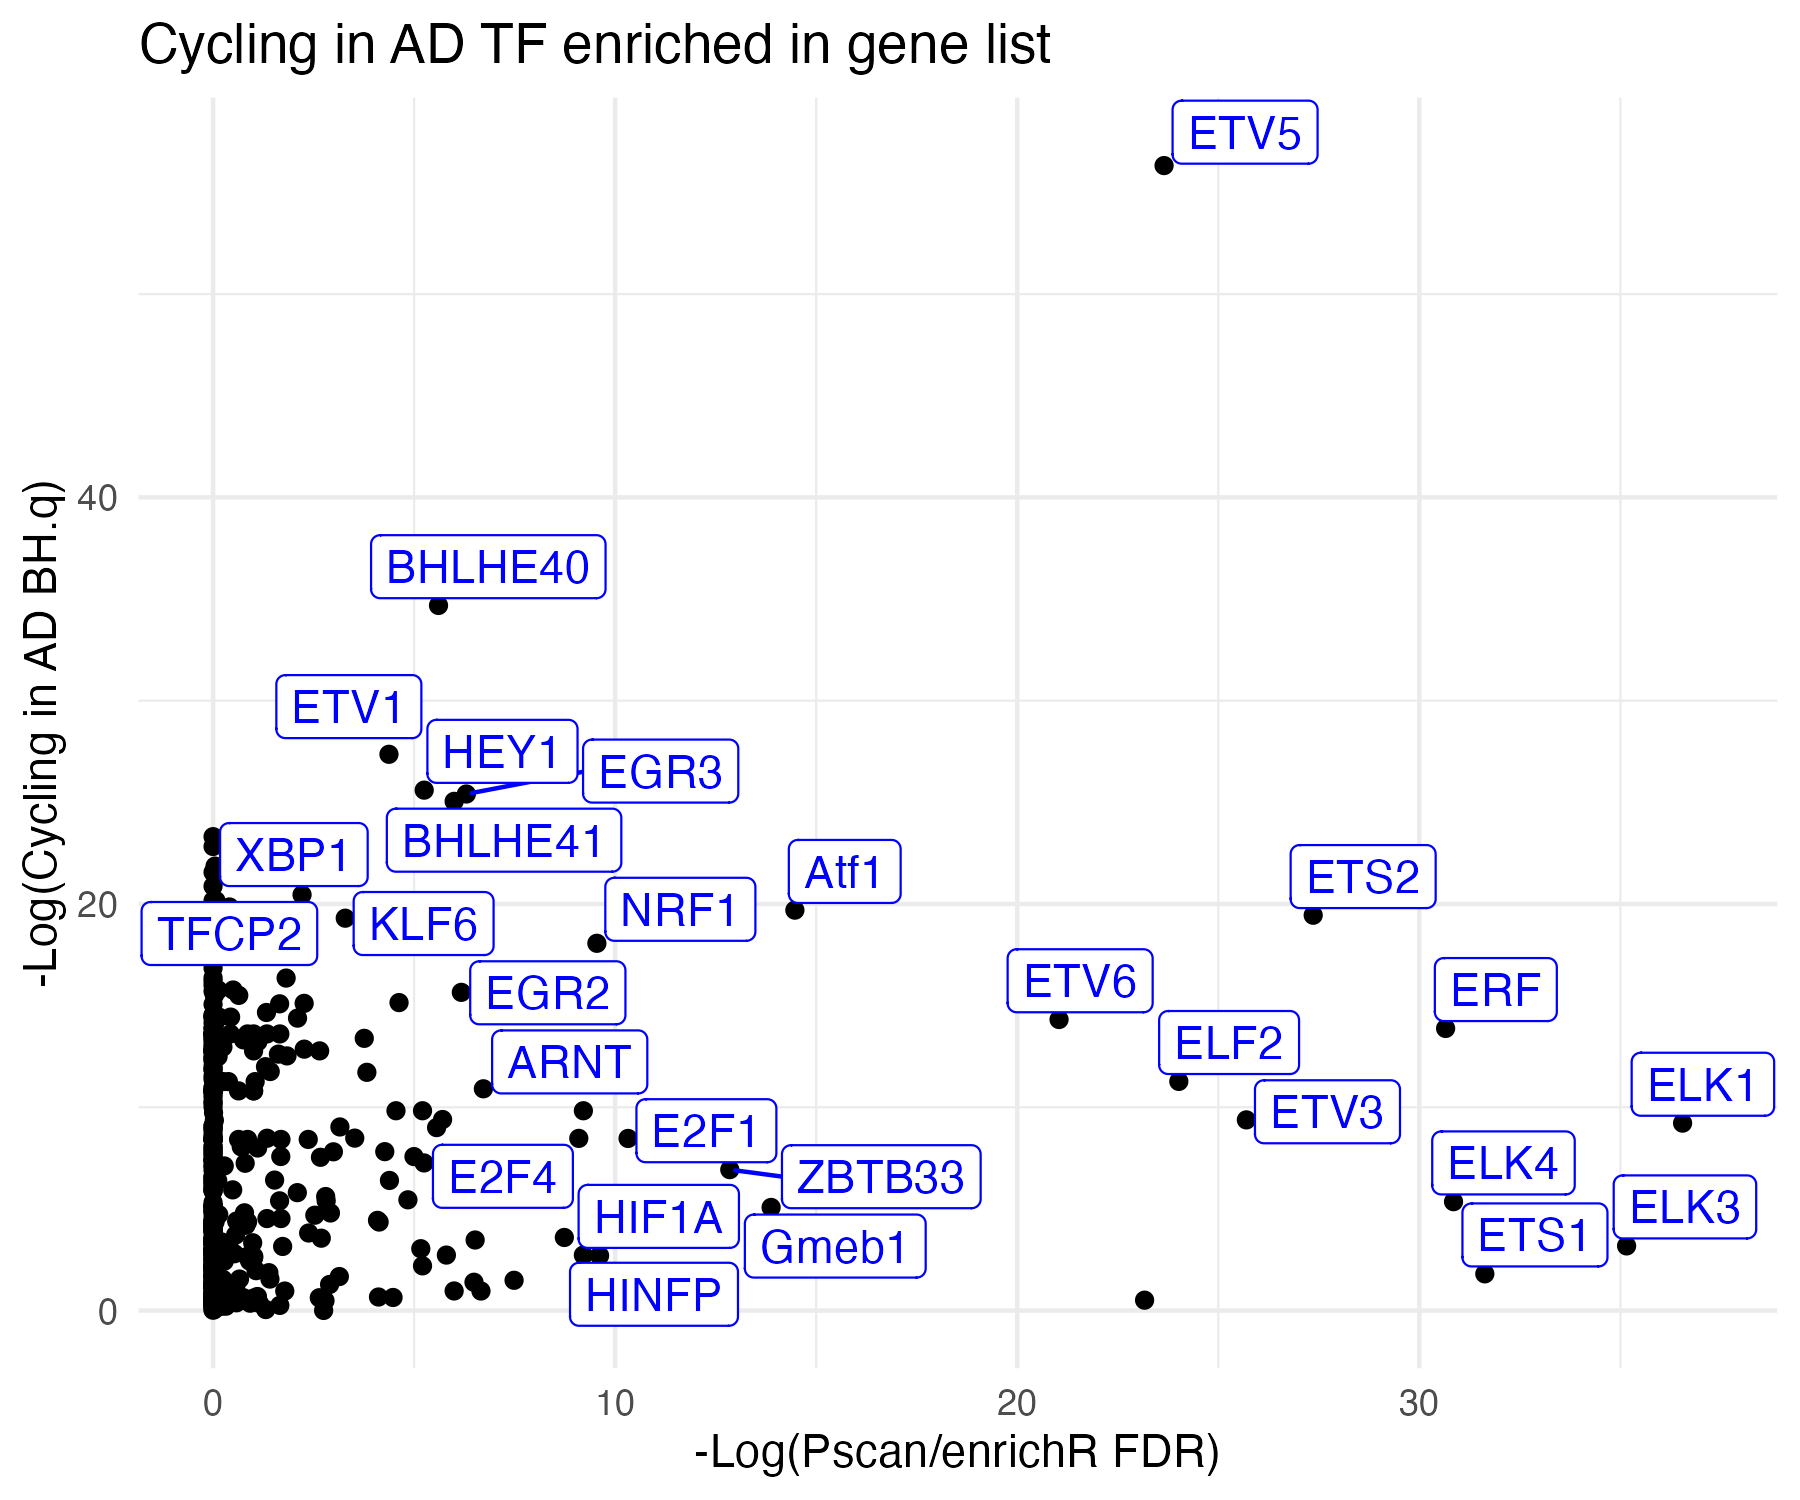 Cycling in AD TF enriched in gene list
ETV5
40
BHLHE40
ETV1
HEY1
EGR3
BHLHE41
XBP1
Atf1
ETS2
20
KLF6
NRF1
TFCP2
ETV6
EGR2
ERF
ELF2
ARNT
ELK1
ETV3
E2F1
ELK4
E2F4
ZBTB33
ELK3
HIF1A
ETS1
Gmeb1
HINFP
0
0
10
20
30
-Log(Pscan/enrichR FDR)
-Log(Cycling in AD BH.q)